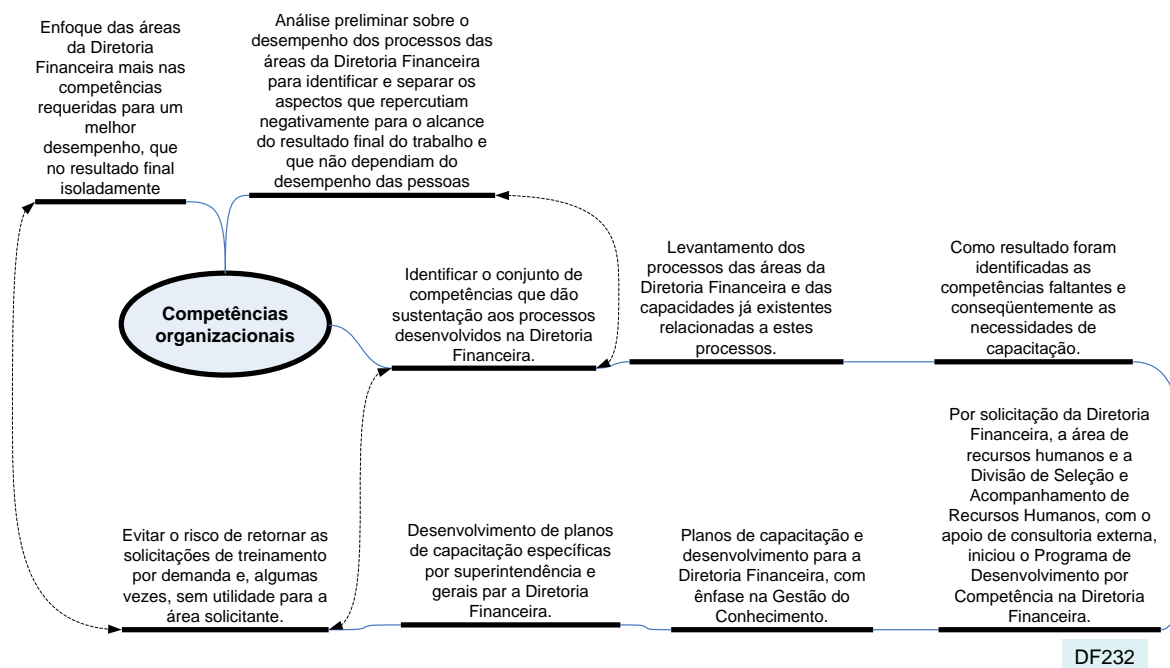 Enfoque das áreas
da Diretoria
Financeira mais nas
competências
requeridas para um
melhor
desempenho, que
no resultado final
isoladamente
Análise preliminar sobre o
desempenho dos processos das
áreas da Diretoria Financeira
para identificar e separar os
aspectos que repercutiam
negativamente para o alcance
do resultado final do trabalho e
que não dependiam do
desempenho das pessoas
Competências
organizacionais
Identificar o conjunto de
competências que dão
sustentação aos processos
desenvolvidos na Diretoria
Financeira.
Levantamento dos
processos das áreas da
Diretoria Financeira e das
capacidades já existentes
relacionadas a estes
processos.
Como resultado foram
identificadas as
competências faltantes e
conseqüentemente as
necessidades de
capacitação.
Por solicitação da Diretoria
Financeira, a área de
recursos humanos e a
Divisão de Seleção e
Acompanhamento de
Recursos Humanos, com o
apoio de consultoria externa,
iniciou o Programa de
Desenvolvimento por
Competência na Diretoria
Financeira.
Planos de capacitação e
desenvolvimento para a
Diretoria Financeira, com
ênfase na Gestão do
Conhecimento.
Desenvolvimento de planos
de capacitação específicas
por superintendência e
gerais par a Diretoria
Financeira.
Evitar o risco de retornar as
solicitações de treinamento
por demanda e, algumas
vezes, sem utilidade para a
área solicitante.
DF232